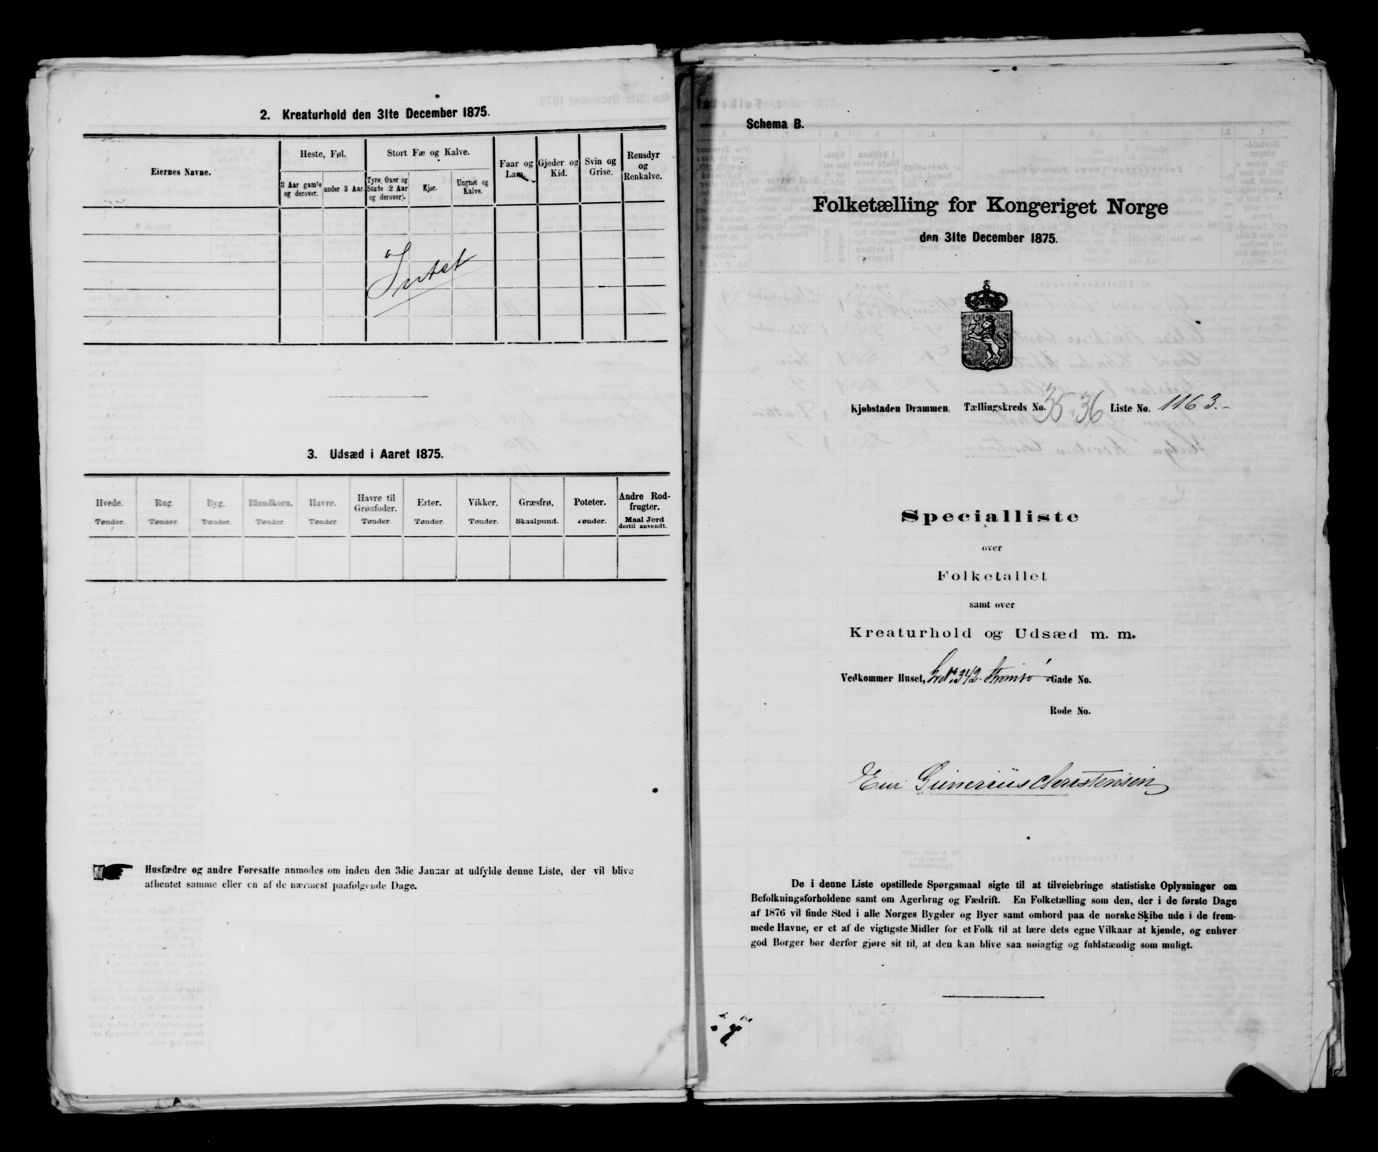 2. Kreaturhold den 31te December 1875.
Eiernes Navne.
Heste, Føl.
Stort Fæ og Kalve.
Faar og Lam.
Gjeder og Kid.
Svin og Grise.
Rensdyr og Renkalve.
3 Aar gamle og derover.
under 3 Aar.
Tyre, Oxer og Stude (2 Aar og derover).
Kjør.
Ungnøt og Kalve.
Intet
3. Udsæd i Aaret 1875.
Hvede. Rug. Byg. Blandkorn. Havre. Havre til Grønfoder. Erter. Vikker. Græsfrø. Poteter. Andre Rodfrugter.
Tønder. Tønder. Tønder. Tønder. Tønder. Tønder. Tønder. Tønder. Skaalpund. Tønder. Maal Jord dertil anvendt.
Husfædre og andre Foresatte anmodes om inden den 3die Januar at udfylde denne Liste, der vil blive
afhentet samme eller en af de nærmest paafølgende Dage.
Schema B.
Folketælling for Kongeriget Norge
den 31te December 1875.
Kjøbstaden Drammen. Tællingskreds No. 35-36 Liste No. 1163.-
Specialliste
over
Folketallet
samt over
Kreaturhold og Udsæd m. m.
Vedkommer Huset, 342 Strømsø Gade No.
Rode No.
Eier Gunerius Christensen
De i denne Liste opstillede Spørgsmaal sigte til at tilveiebringe statistiske Oplysninger om
Befolkningsforholdene samt om Agerbrug og Fædrift. En Folketælling som den, der i de første Dage
af 1876 vil finde Sted i alle Norges Bygder og Byer samt ombord paa de norske Skibe ude i de frem-
mede Havne, er et af de vigtigste Midler for et Folk til at lære dets egne Vilkaar at kjende, og enhver
god Borger bør derfor gjøre sit til, at den kan blive saa nøiagtig og fuldstændig som muligt.